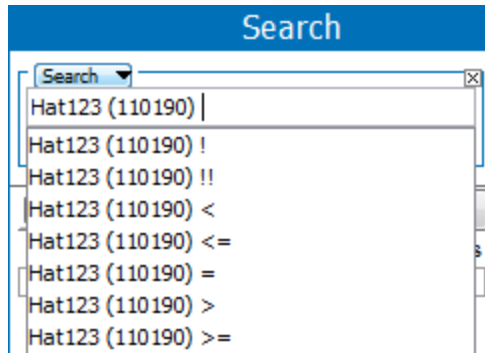 Search
Search
Hat123 (110190)
Hat123 (110190) !
Hat123 (110190) !!
Hat123 (110190) <
Hat123 (110190) <=
Hat123 (110190) =
Hat123 (110190) >
Hat123 (110190) >=